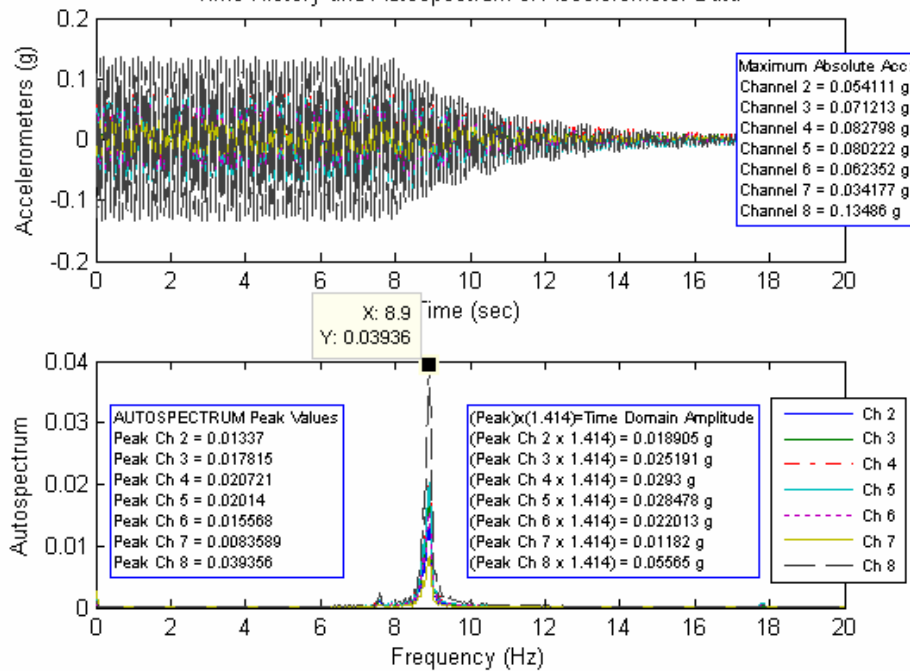 Time History and Autospectrum of Accelerometer Data
0.2
0.1
0
-0.1
-0.2
Accelerometers (g)
Maximum Absolute Acc
Channel 2 = 0.054111 g
Channel 3 = 0.071213 g
Channel 4 = 0.082798 g
Channel 5 = 0.080222 g
Channel 6 = 0.062352 g
Channel 7 = 0.034177 g
Channel 8 = 0.13486 g
0 2 4 6 8 10 12 14 16 18 20
Time (sec)
X: 8.9
Y: 0.03936
0.04
0.03
0.02
0.01
0
Autospectrum
AUTOSPECTRUM Peak Values
Peak Ch 2 = 0.01337
Peak Ch 3 = 0.017815
Peak Ch 4 = 0.020721
Peak Ch 5 = 0.02014
Peak Ch 6 = 0.015568
Peak Ch 7 = 0.0083589
Peak Ch 8 = 0.039356
(Peak)x(1.414)=Time Domain Amplitude
(Peak Ch 2 x 1.414) = 0.018905 g
(Peak Ch 3 x 1.414) = 0.025191 g
(Peak Ch 4 x 1.414) = 0.0293 g
(Peak Ch 5 x 1.414) = 0.028478 g
(Peak Ch 6 x 1.414) = 0.022013 g
(Peak Ch 7 x 1.414) = 0.01182 g
(Peak Ch 8 x 1.414) = 0.05565 g
Ch 2
Ch 3
Ch 4
Ch 5
Ch 6
Ch 7
Ch 8
0 2 4 6 8 10 12 14 16 18 20
Frequency (Hz)